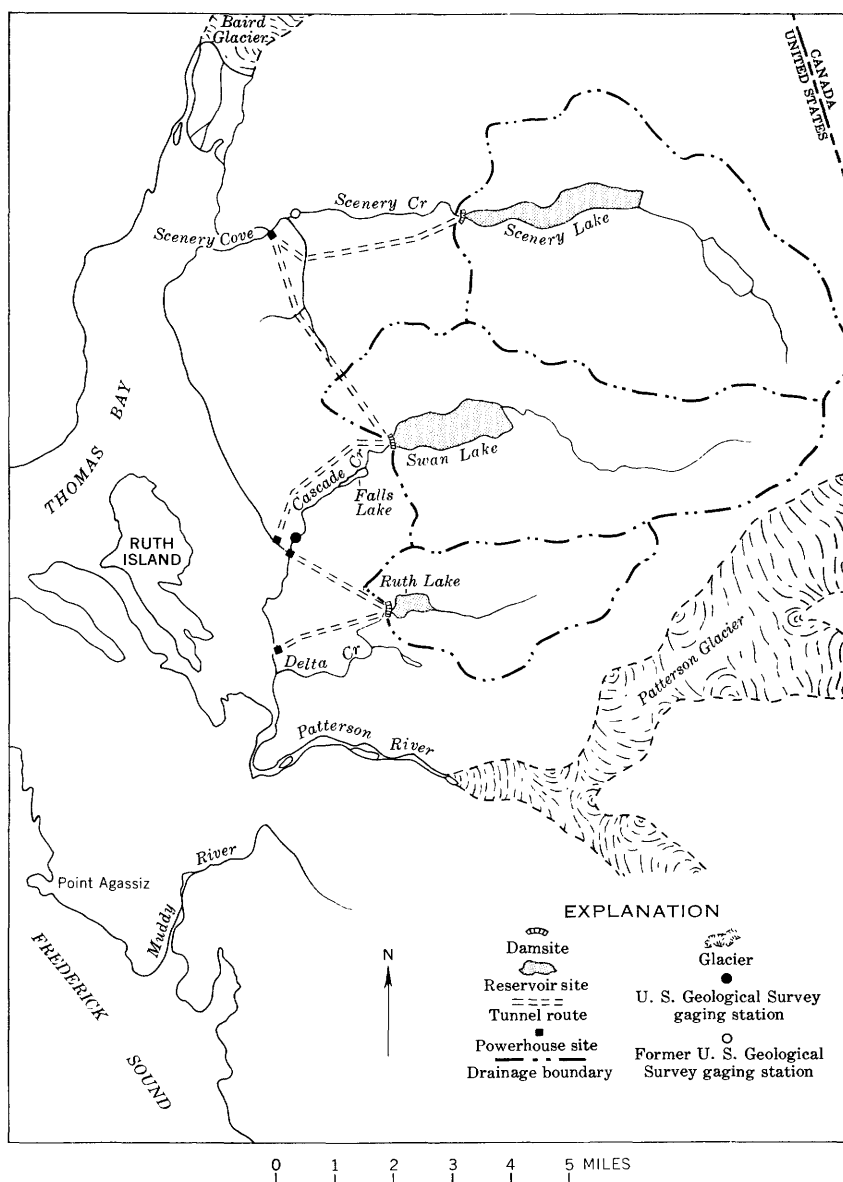 Baird
Glacier
CANADA
UNITED STATES
Scenery Cr
Scenery Cove
Scenery Lake
THOMAS BAY
Swan Lake
Cascade Cr
Falls
Lake
RUTH
ISLAND
Ruth Lake
Delta Cr
Patterson Glacier
Patterson River
Muddy River
Point Agassiz
FREDERICK
SOUND
N
EXPLANATION
Damsite
Reservoir site
Tunnel route
Powerhouse site
Drainage boundary
Glacier
U. S. Geological Survey
gaging station
Former U. S. Geological
Survey gaging station
0 1 2 3 4 5 MILES